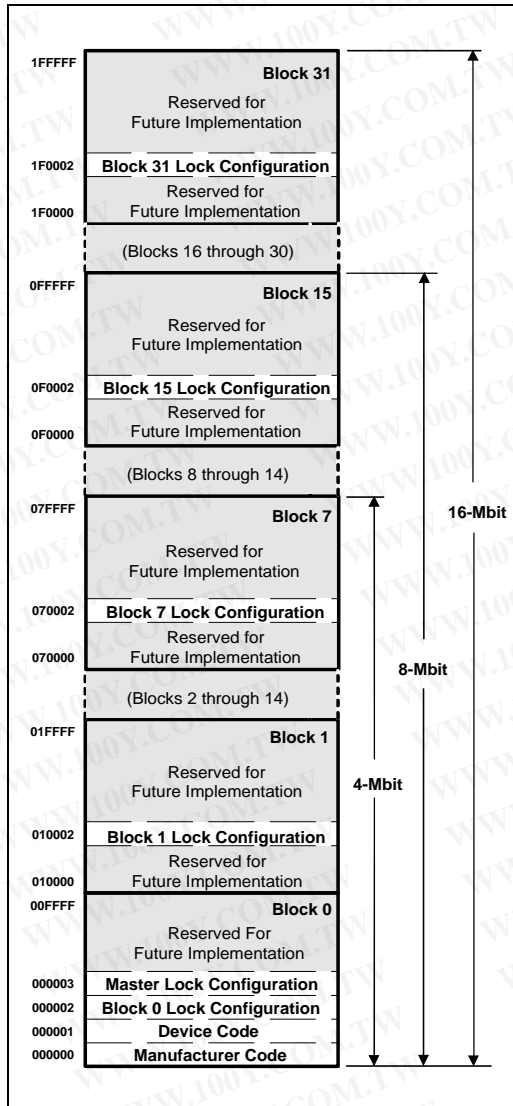 1FFFFF
Block 31
Reserved for
Future Implementation
1F0002
Block 31 Lock Configuration
Reserved for
1F0000
Future Implementation
(Blocks 16 through 30)
0FFFFF
Block 15
Reserved for
Future Implementation
0F0002
Block 15 Lock Configuration
Reserved for
0F0000
Future Implementation
(Blocks 8 through 14)
07FFFF
Block 7
16-Mbit
Reserved for
Future Implementation
070002
Block 7 Lock Configuration
Reserved for
070000
Future Implementation
8-Mbit
(Blocks 2 through 14)
01FFFF
Block 1
Reserved for
Future Implementation
4-Mbit
010002
Block 1 Lock Configuration
Reserved for
010000
Future Implementation
00FFFF
Block 0
Reserved For
Future Implementation
000003
Master Lock Configuration
000002
Block 0 Lock Configuration
000001
Device Code
000000
Manufacturer Code
WWW.100Y.COM.TW